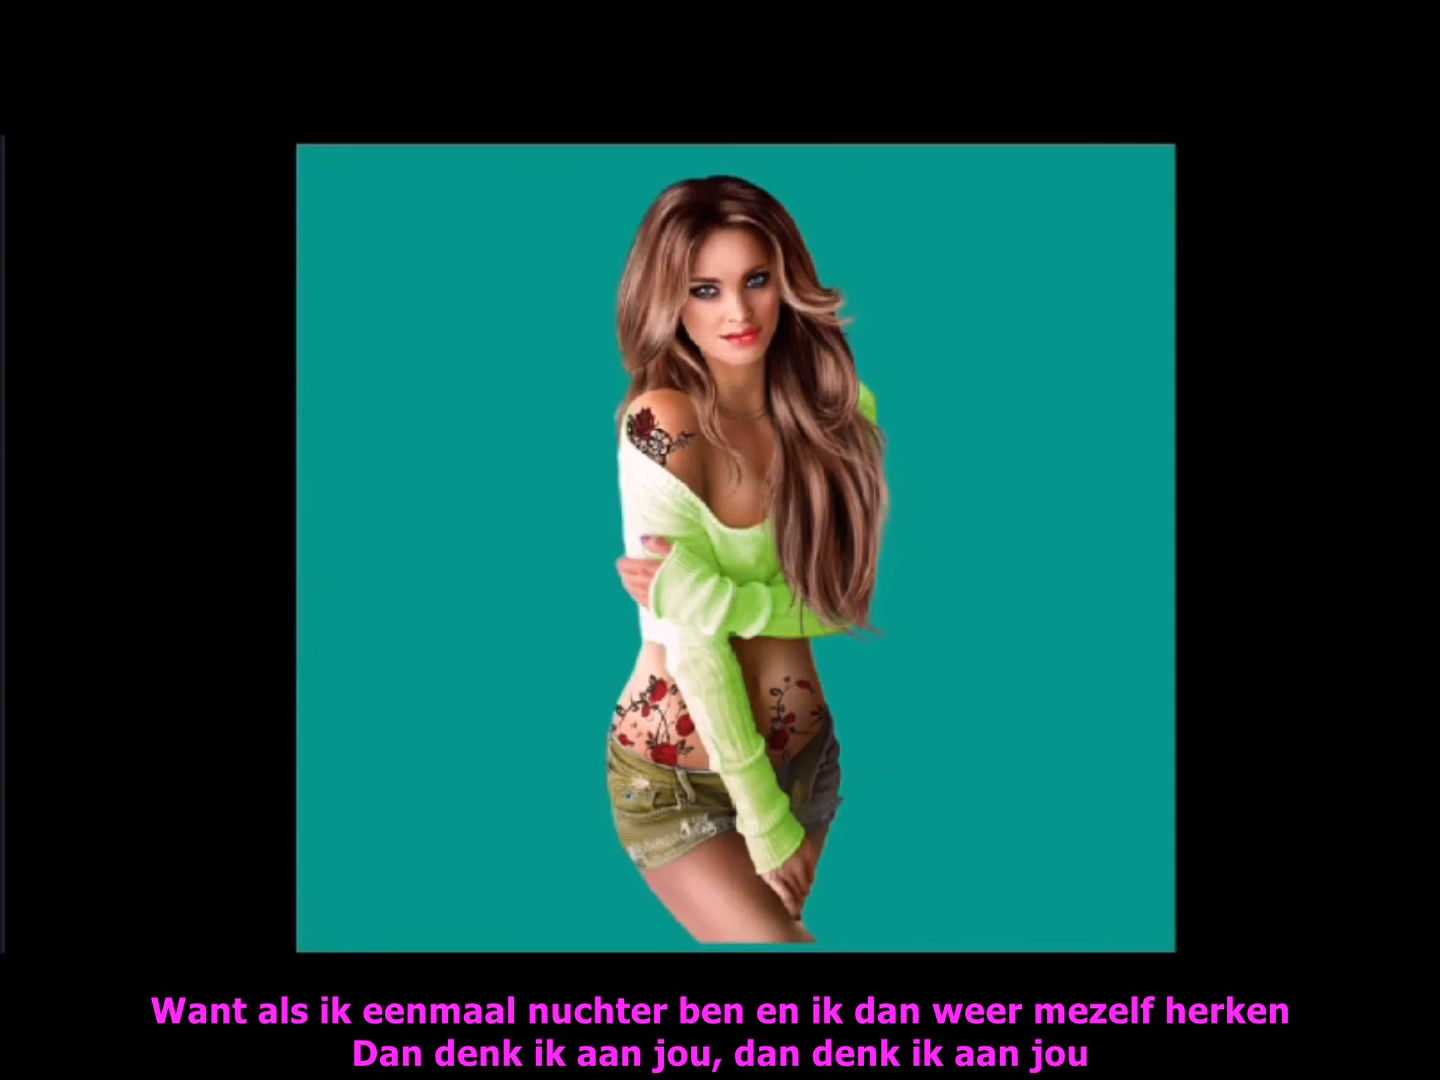 Want als ik eenmaal nuchter ben en ik dan weer mezelf herken
Dan denk ik aan jou, dan denk ik aan jou